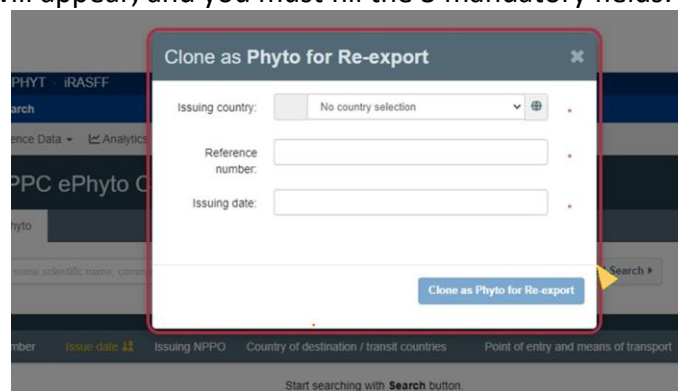 will appear, and you must fill the 3 mandatory fields.
Clone as Phyto for Re-export
PHYT iRASFF
arch
Issuing country: No country selection *
ence Data Analytics
Reference number: *
PPC ePhyto C
Issuing date: *
hyto
some scientific name, comm
Search
Clone as Phyto for Re-export
mber Issue date Issuing NPPO Country of destination / transit countries Point of entry and means of transport
Start searching with Search button.